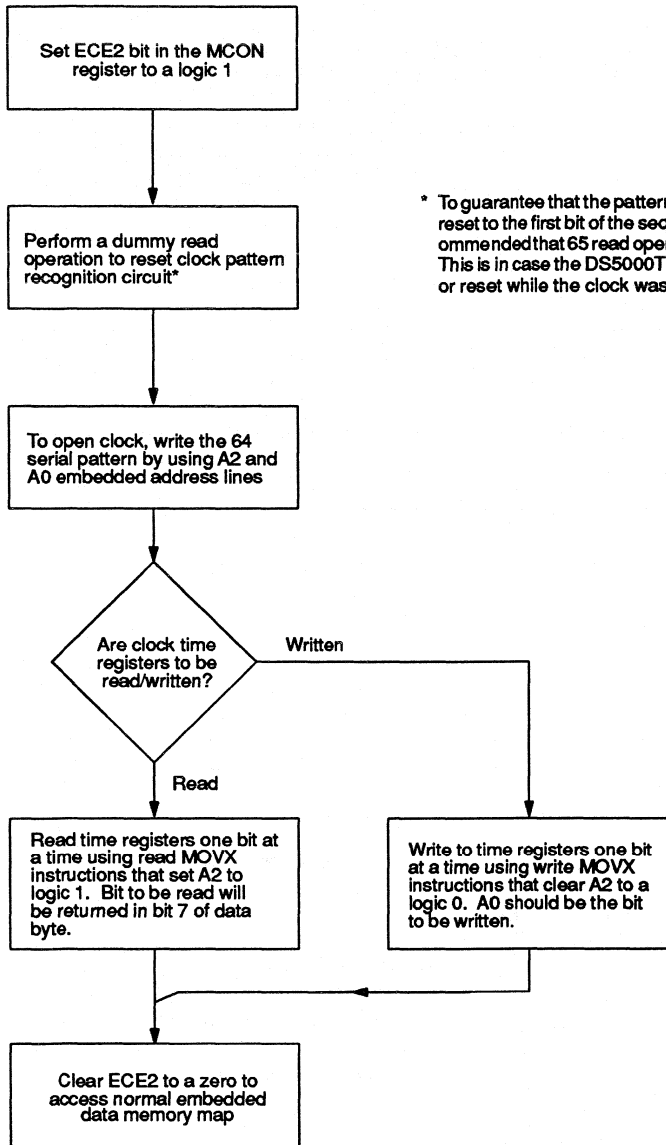 Set ECE2 bit in the MCON
register to a logic 1
Perform a dummy read
operation to reset clock pattern
recognition circuit*
* To guarantee that the pattern
reset to the first bit of the sec
ommended that 65 read oper
This is in case the DS5000T
or reset while the clock was
To open clock, write the 64
serial pattern by using A2 and
A0 embedded address lines
Are clock time
registers to be
read/written?
Written
Read
Read time registers one bit at
a time using read MOVX
instructions that set A2 to
logic 1. Bit to be read will
be returned in bit 7 of data
byte.
Write to time registers one bit
at a time using write MOVX
instructions that clear A2 to a
logic 0. A0 should be the bit
to be written.
Clear ECE2 to a zero to
access normal embedded
data memory map